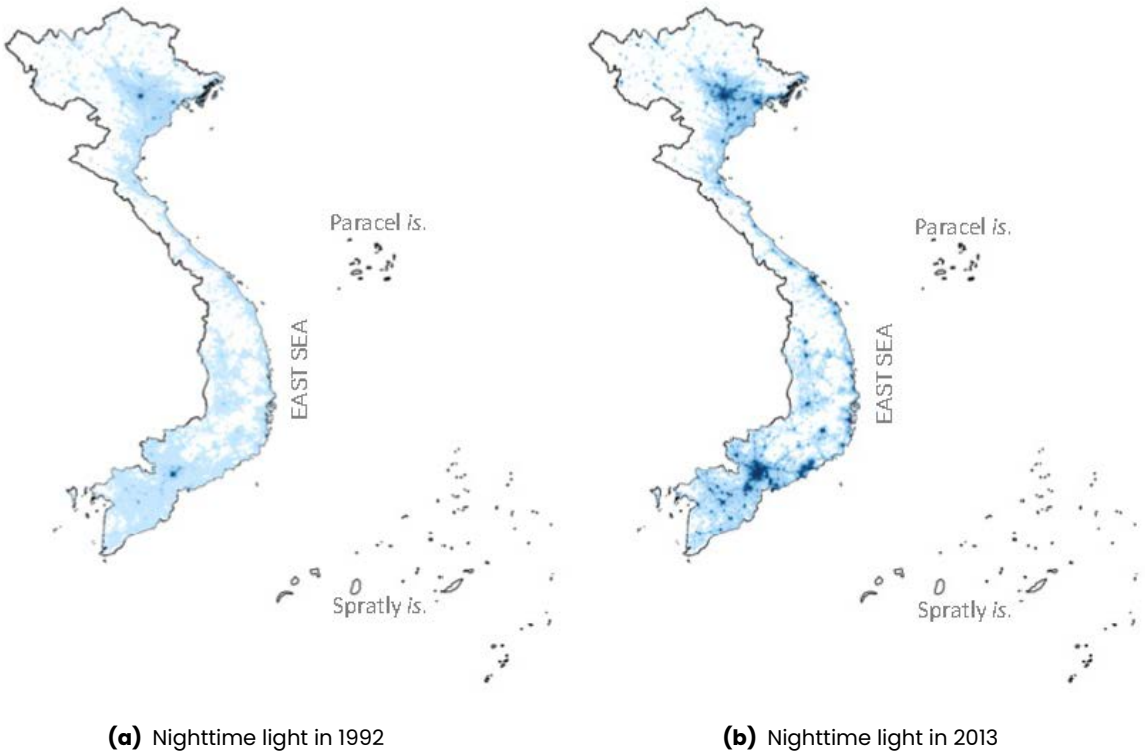 Paracel is.
EAST SEA
Spratly is.
(a) Nighttime light in 1992
Paracel is.
EAST SEA
Spratly is.
(b) Nighttime light in 2013